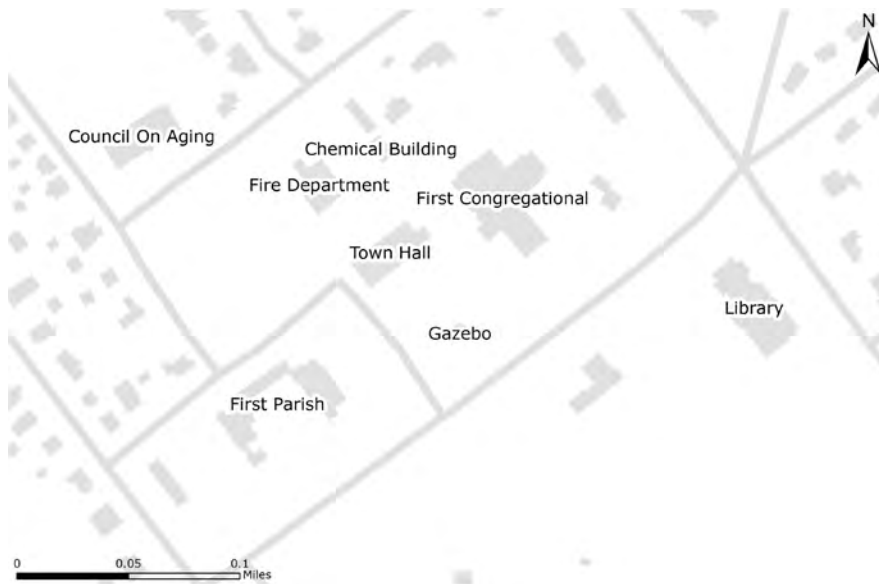 N
Council On Aging
Chemical Building
Fire Department
First Congregational
Town Hall
Library
Gazebo
First Parish
0 0.05 0.1
Miles